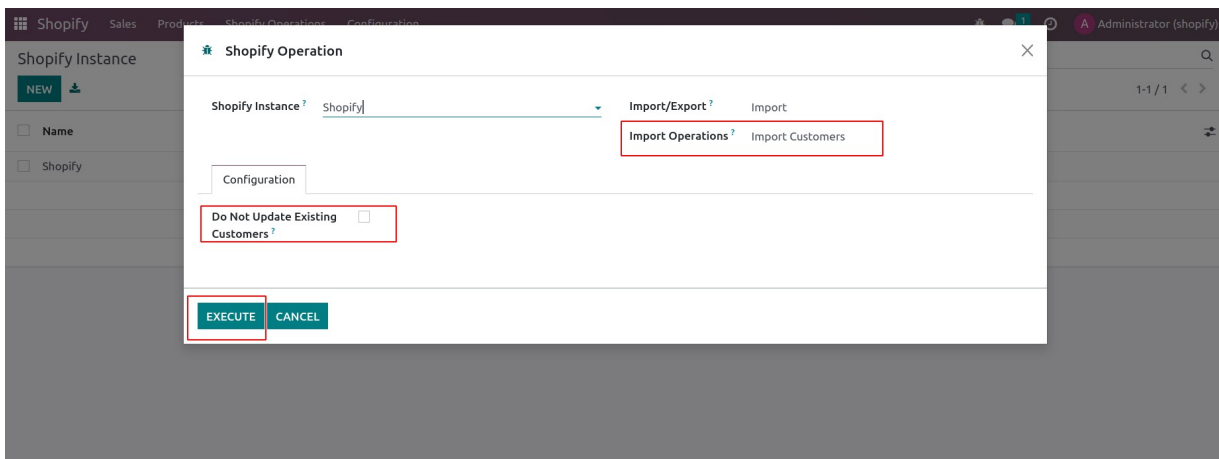 Shopify Sales Products Shopify Operations Configuration 1 A Administrator (shopify)
Shopify Instance
NEW
1-1 / 1
Name
Shopify
Shopify Operation
Shopify Instance ? Shopify
Import/Export ? Import
Import Operations ? Import Customers
Configuration
Do Not Update Existing
Customers ?
EXECUTE CANCEL